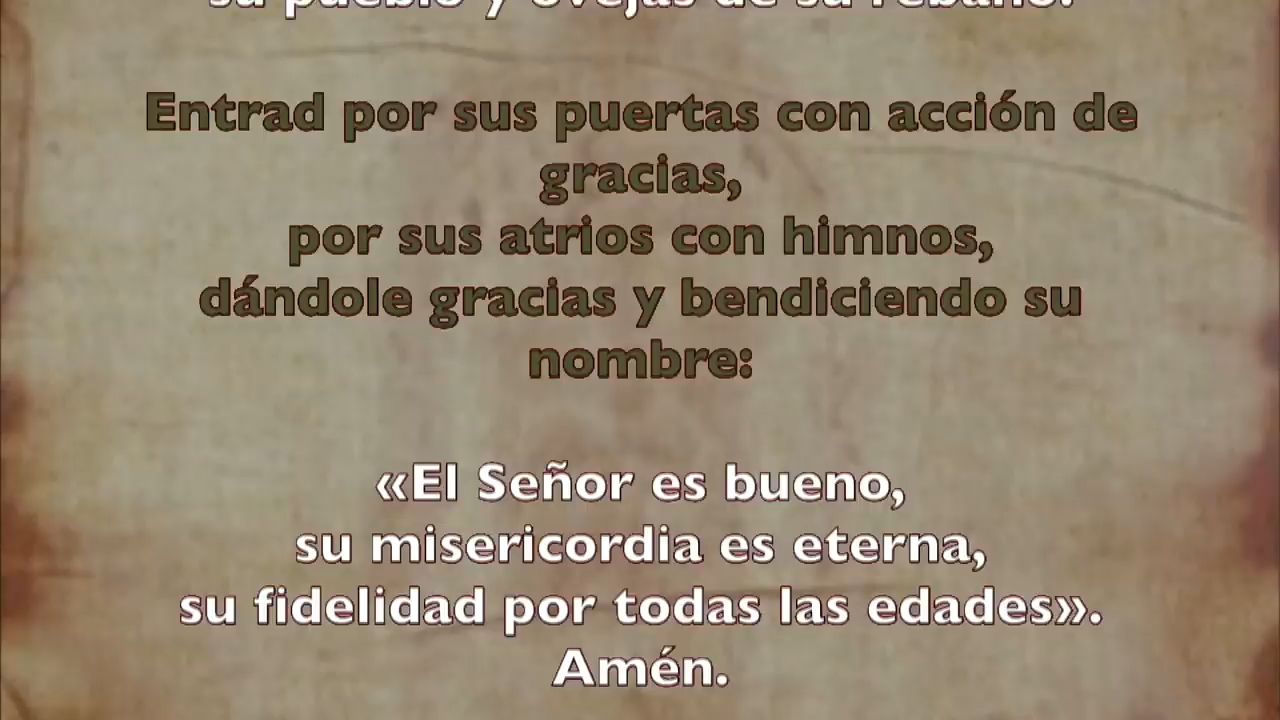 su pueblo y ovejas de su rebaño.
Entrad por sus puertas con acción de
gracias,
por sus atrios con himnos,
dándole gracias y bendiciendo su
nombre:
«El Señor es bueno,
su misericordia es eterna,
su fidelidad por todas las edades».
Amén.